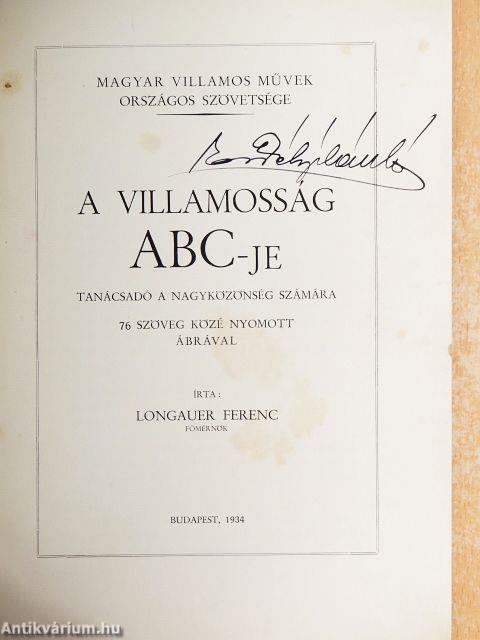 MAGYAR VILLAMOS MŰVEK
ORSZÁGOS SZÖVETSÉGE
A VILLAMOSSÁG
ABC-JE
TANÁCSADÓ A NAGYKÖZÖNSÉG SZÁMÁRA
76 SZÖVEG KÖZÉ NYOMOTT
ÁBRÁVAL
ÍRTA:
LONGAUER FERENC
FŐMÉRNÖK
BUDAPEST, 1934
Antikvárium.hu